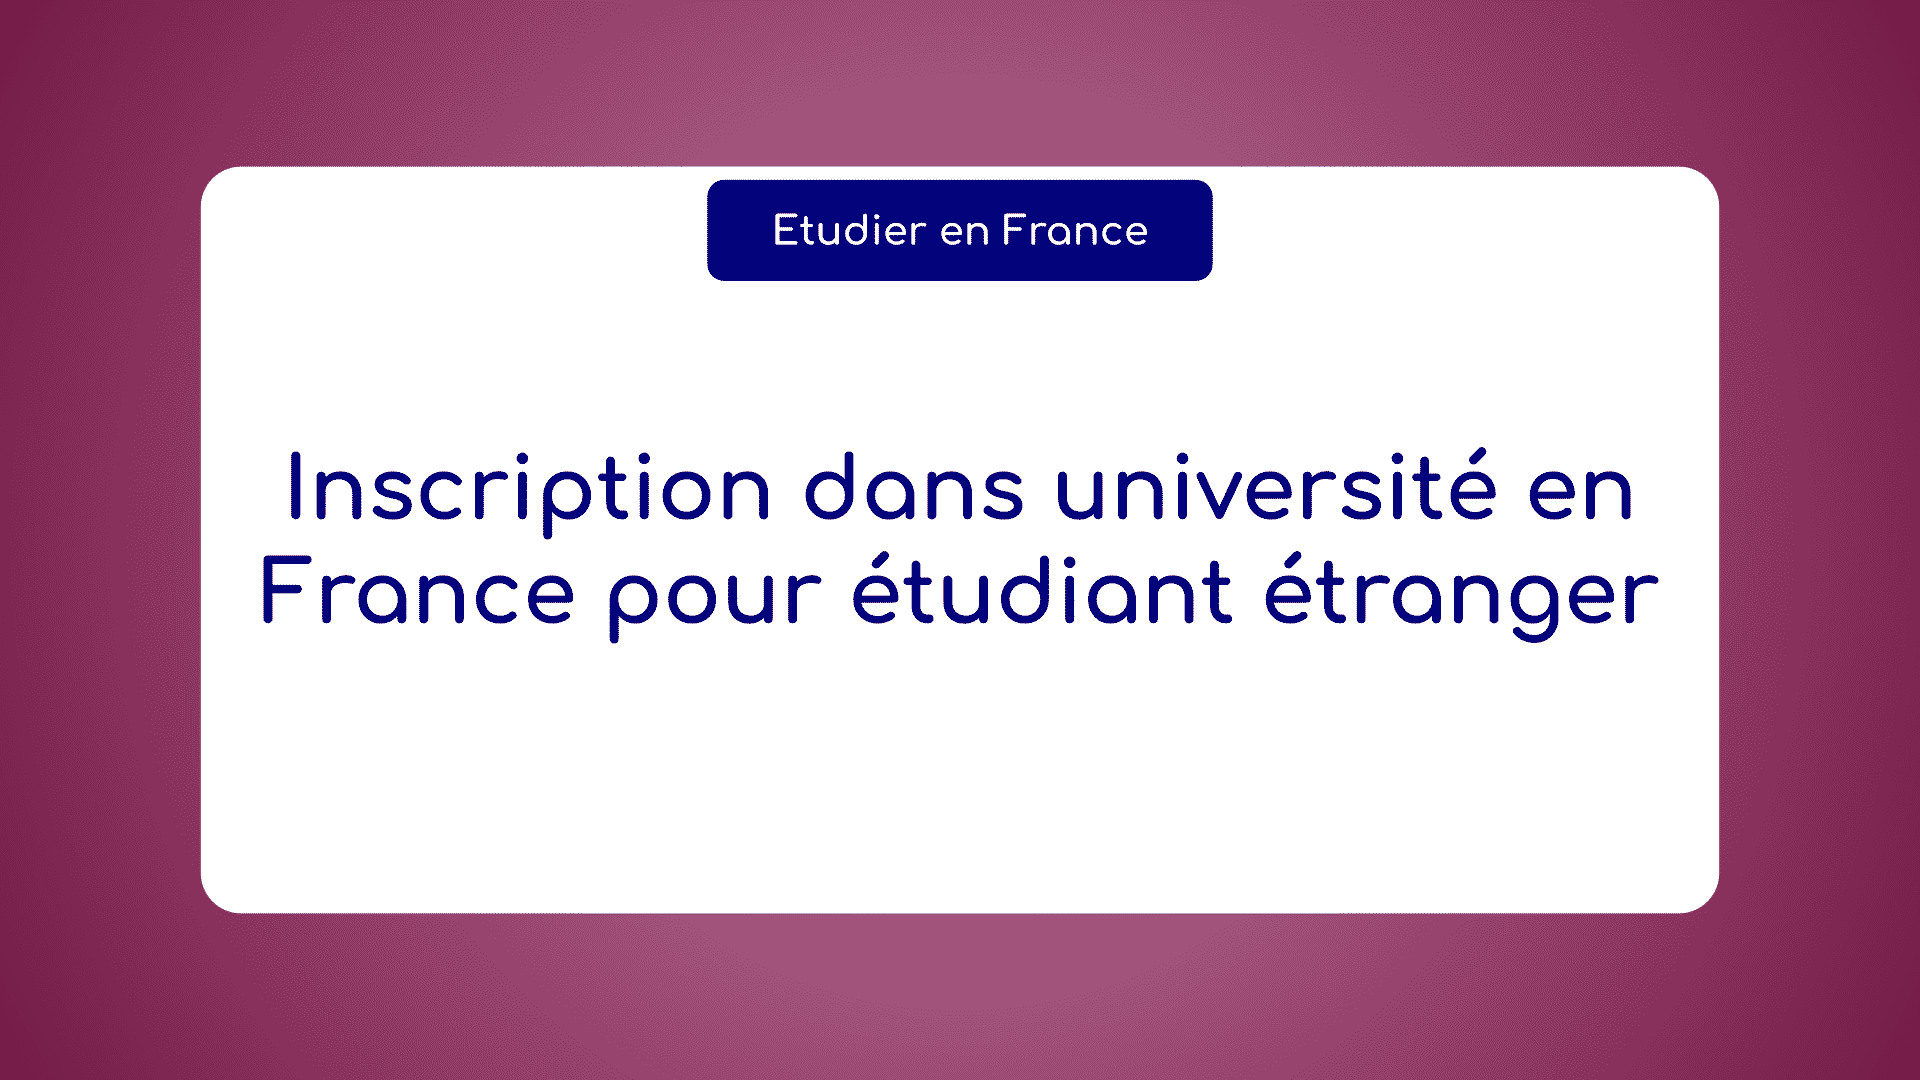 Etudier en France
Inscription dans université en
France pour étudiant étranger